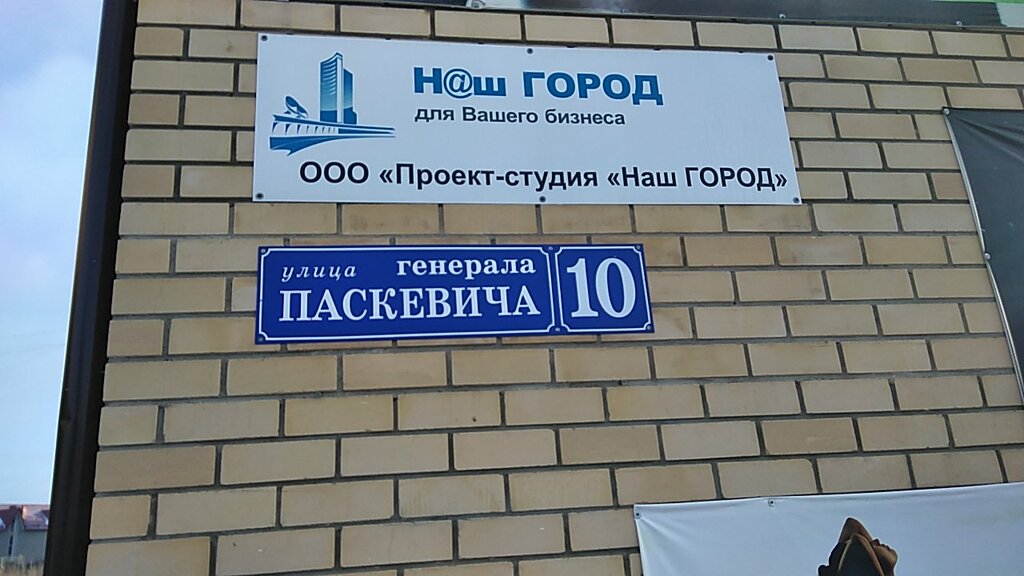 Н@ш ГОРОД
для Вашего бизнеса
ООО «Проект-студия «Наш ГОРОД»
улица генерала
ПАСКЕВИЧА 10